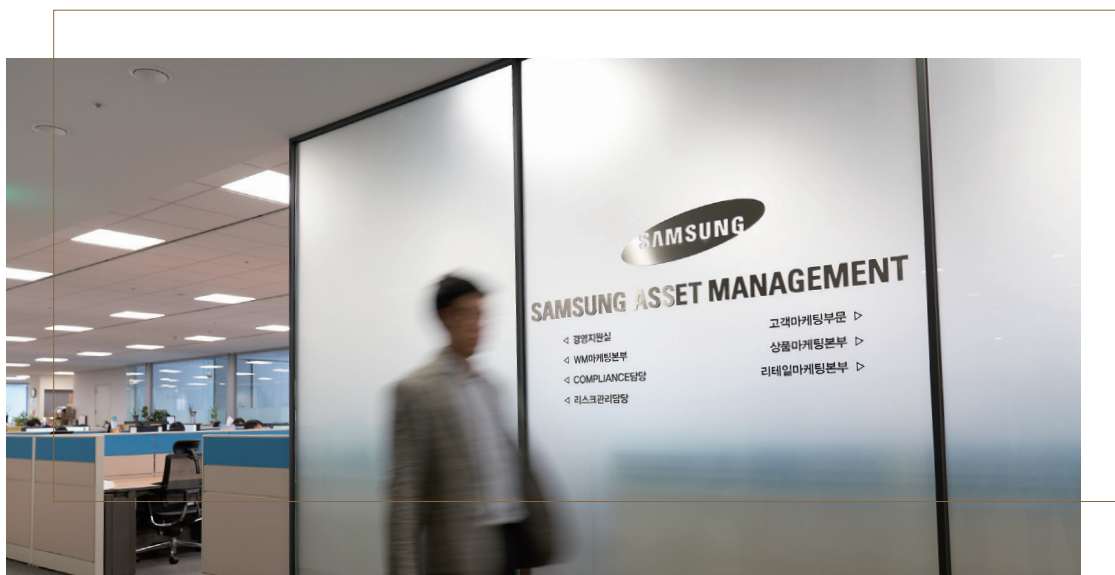 SAMSUNG
SAMSUNG ASSET MANAGEMENT
◁ 경영지원실
◁ WM마케팅본부
◁ COMPLIANCE담당
◁ 리스크관리담당
고객마케팅부문 ▷
상품마케팅본부 ▷
리테일마케팅본부 ▷